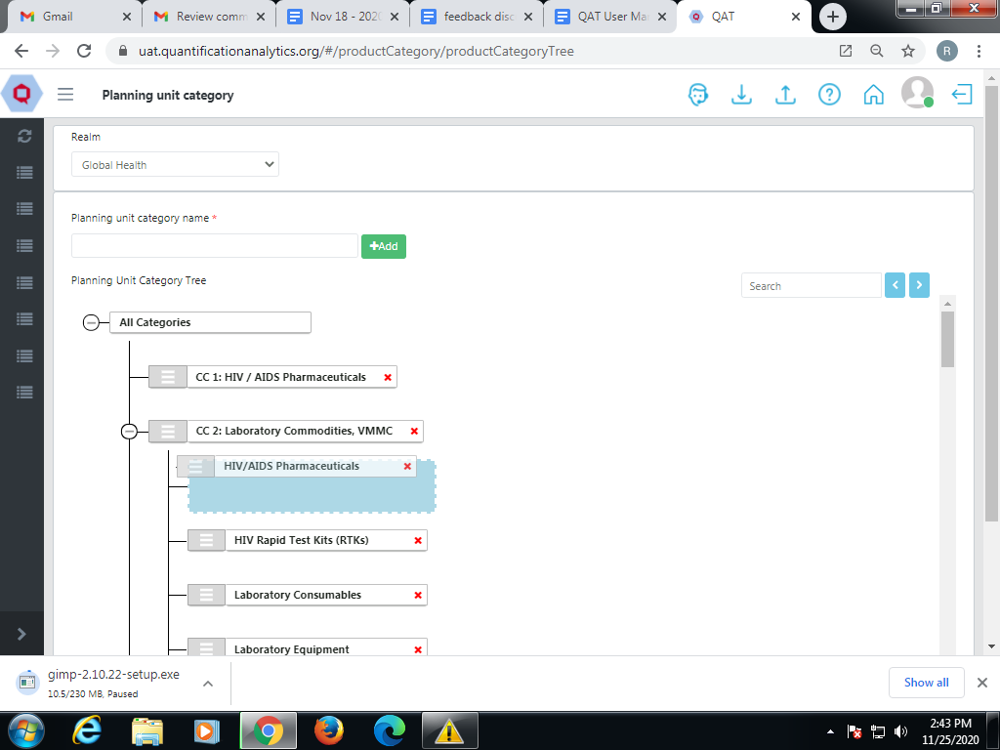 Gmail
Review comm
Nov 18 - 202
feedback disc
QAT User Ma
QAT
uat.quantificationanalytics.org/#/productCategory/productCategoryTree
R
Planning unit category
Realm
Global Health
Planning unit category name *
Add
Planning Unit Category Tree
Search
All Categories
CC 1: HIV / AIDS Pharmaceuticals
CC 2: Laboratory Commodities, VMMC
HIV/AIDS Pharmaceuticals
HIV Rapid Test Kits (RTKs)
Laboratory Consumables
Laboratory Equipment
gimp-2.10.22-setup.exe
10.5/230 MB, Paused
Show all
2:43 PM
11/25/2020